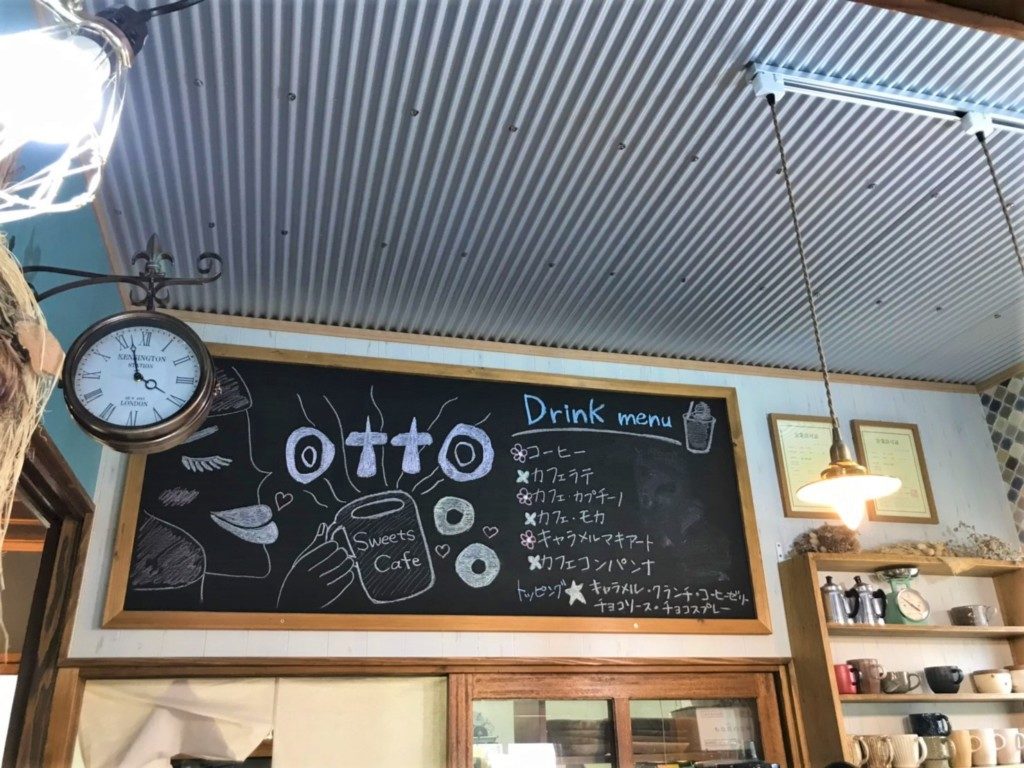 XII
KENSINGTON
STATION
LONDON
otto
Sweets
Cafe
Drink menu
コーヒー
カフェラテ
カフェ・カプチーノ
カフェ・モカ
キャラメルマキアート
カフェコンパンナ
トッピング キャラメル・クランチ・コーヒーゼリー
チョコソース・チョコスプレー